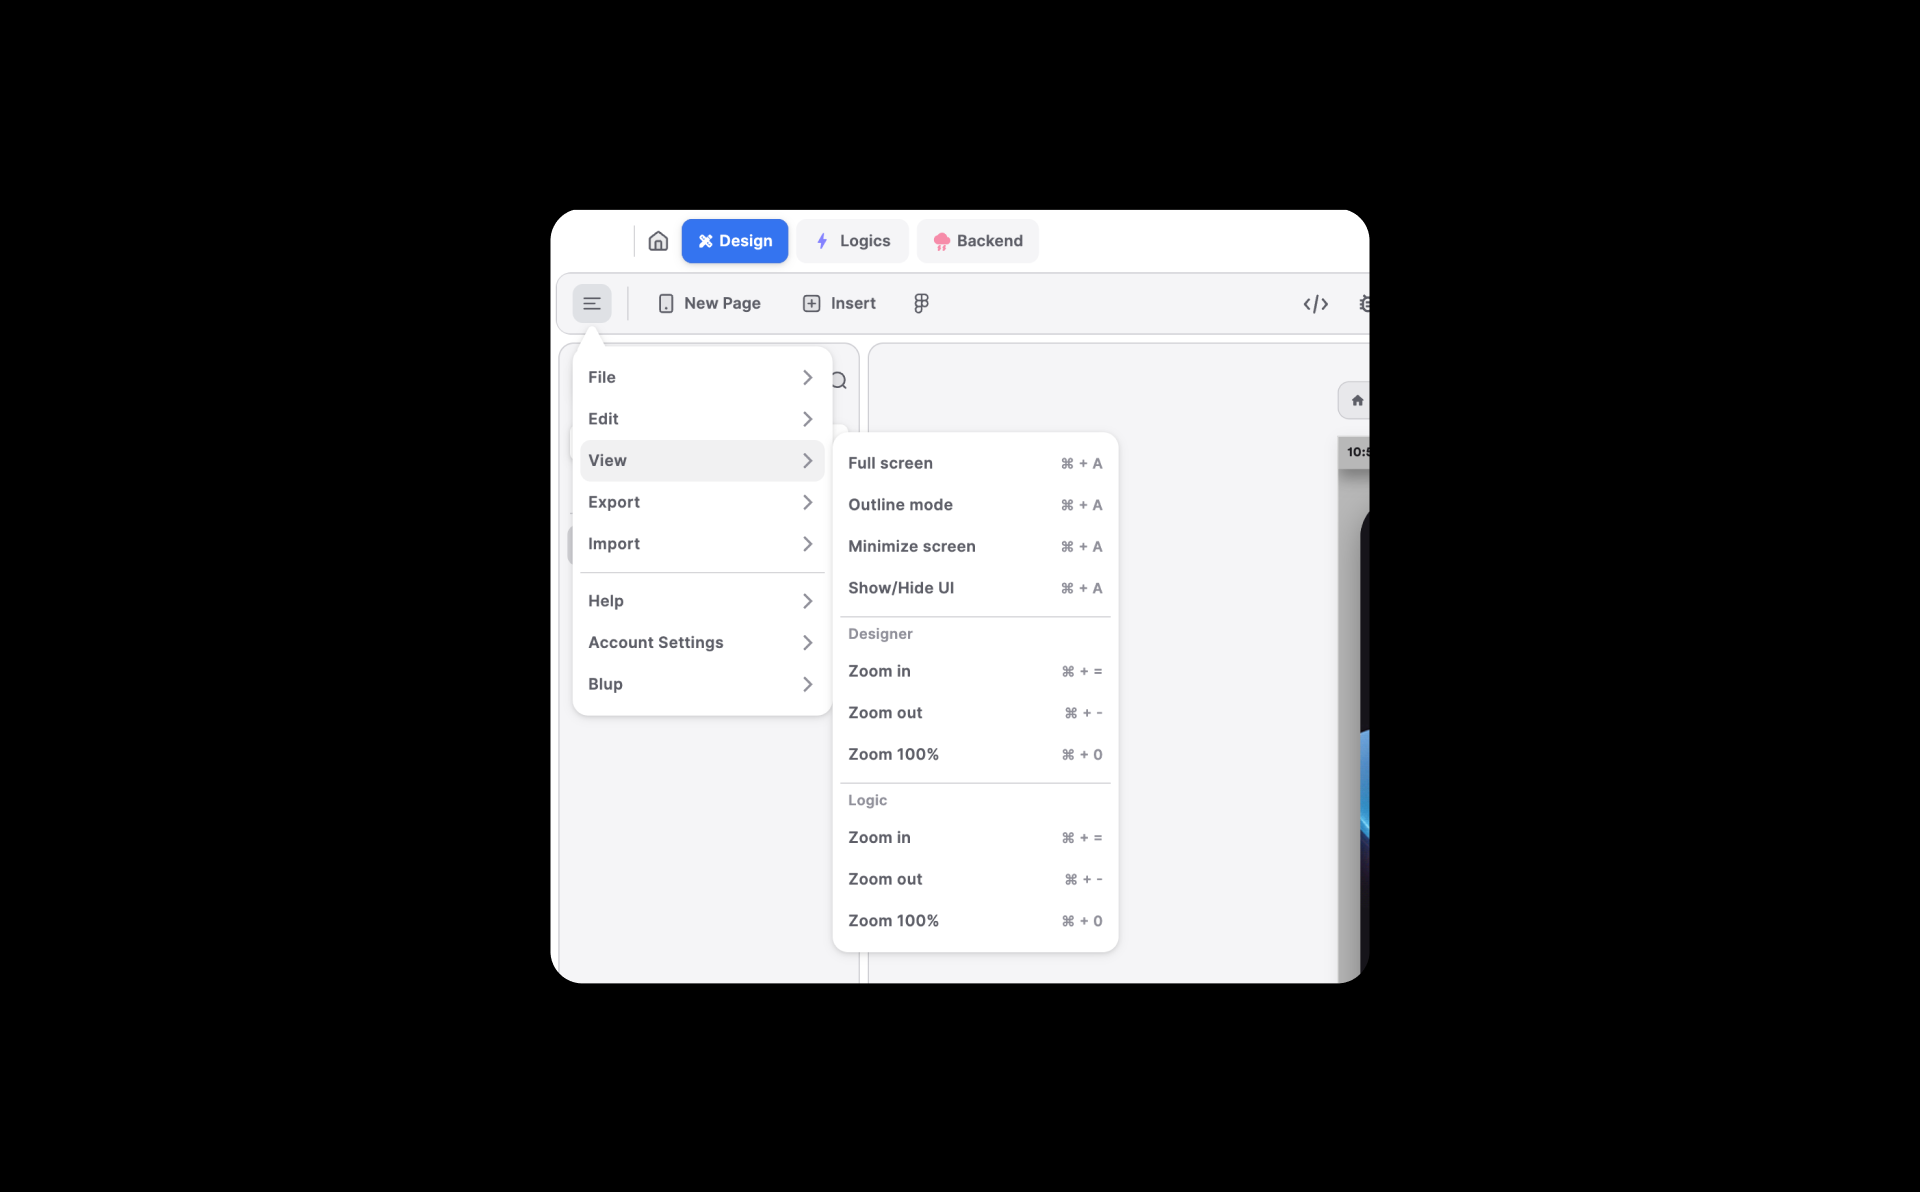 Design
Logics
Backend
New Page
Insert
File
Edit
View
Export
Import
Help
Account Settings
Blup
Full screen ⌘ + A
Outline mode ⌘ + A
Minimize screen ⌘ + A
Show/Hide UI ⌘ + A
Designer
Zoom in ⌘ + =
Zoom out ⌘ + -
Zoom 100% ⌘ + 0
Logic
Zoom in ⌘ + =
Zoom out ⌘ + -
Zoom 100% ⌘ + 0